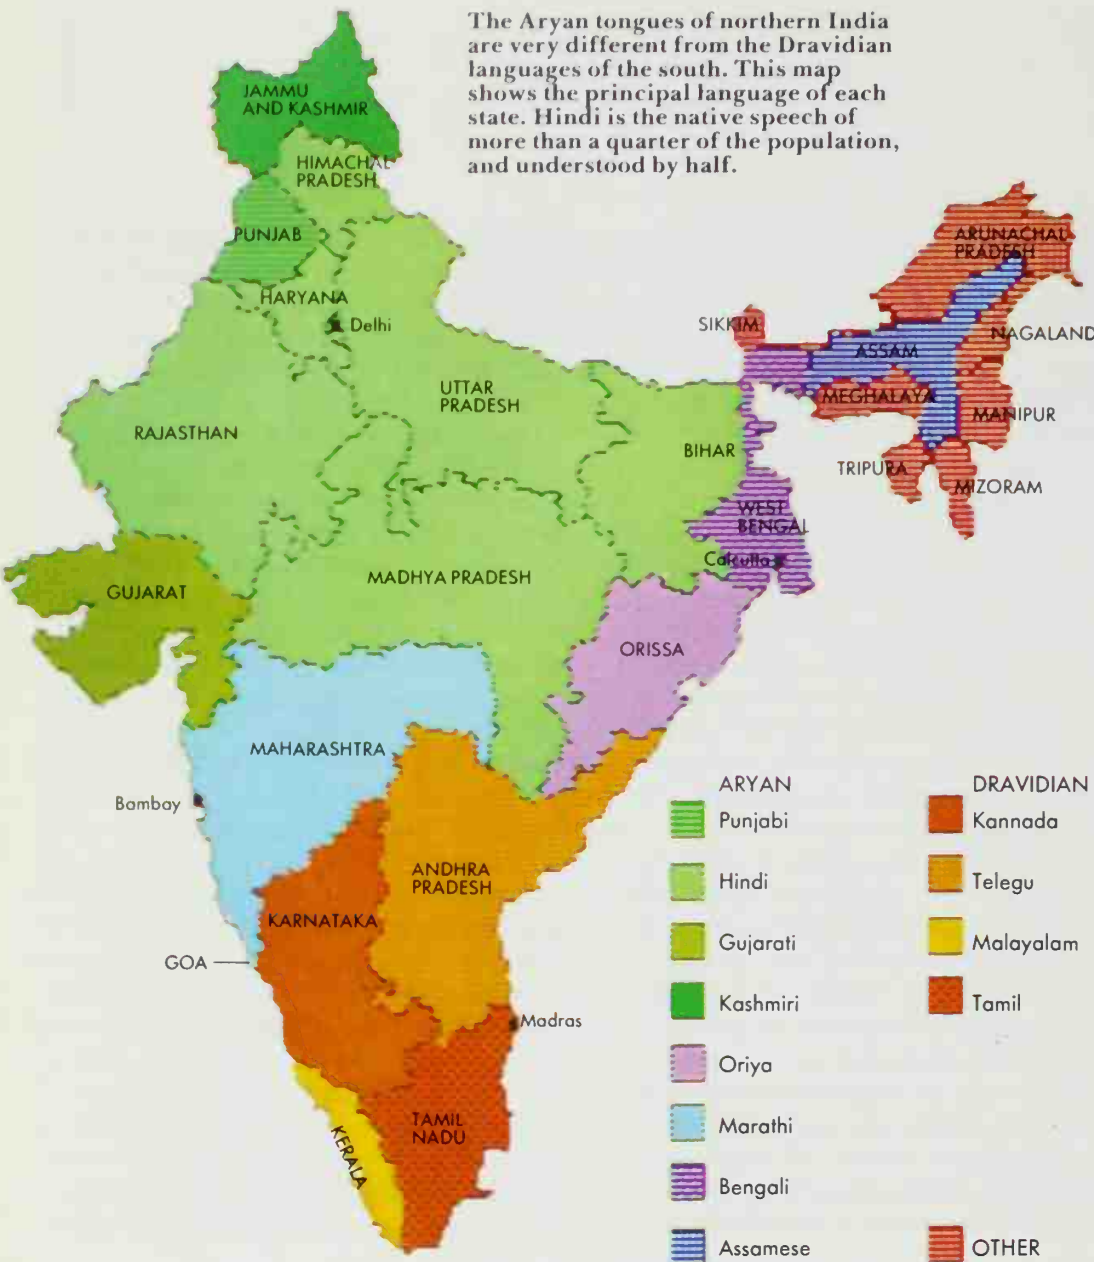 The Aryan tongues of northern India
are very different from the Dravidian
languages of the south. This map
shows the principal language of each
state. Hindi is the native speech of
more than a quarter of the population,
and understood by half.
JAMMU
AND KASHMIR
HIMACHAL
PRADESH
PUNJAB
HARYANA
Delhi
RAJASTHAN
UTTAR
PRADESH
BIHAR
SIKKIM
ARUNACHAL
PRADESH
NAGALAND
ASSAM
MEGHALAYA
MANIPUR
TRIPURA
MIZORAM
WEST
BENGAL
Calcutta
GUJARAT
MADHYA PRADESH
ORISSA
MAHARASHTRA
Bombay
ANDHRA
PRADESH
KARNATAKA
GOA
Madras
TAMIL
NADU
KERALA
ARYAN
Punjabi
Hindi
Gujarati
Kashmiri
Oriya
Marathi
Bengali
Assamese
DRAVIDIAN
Kannada
Telegu
Malayalam
Tamil
OTHER